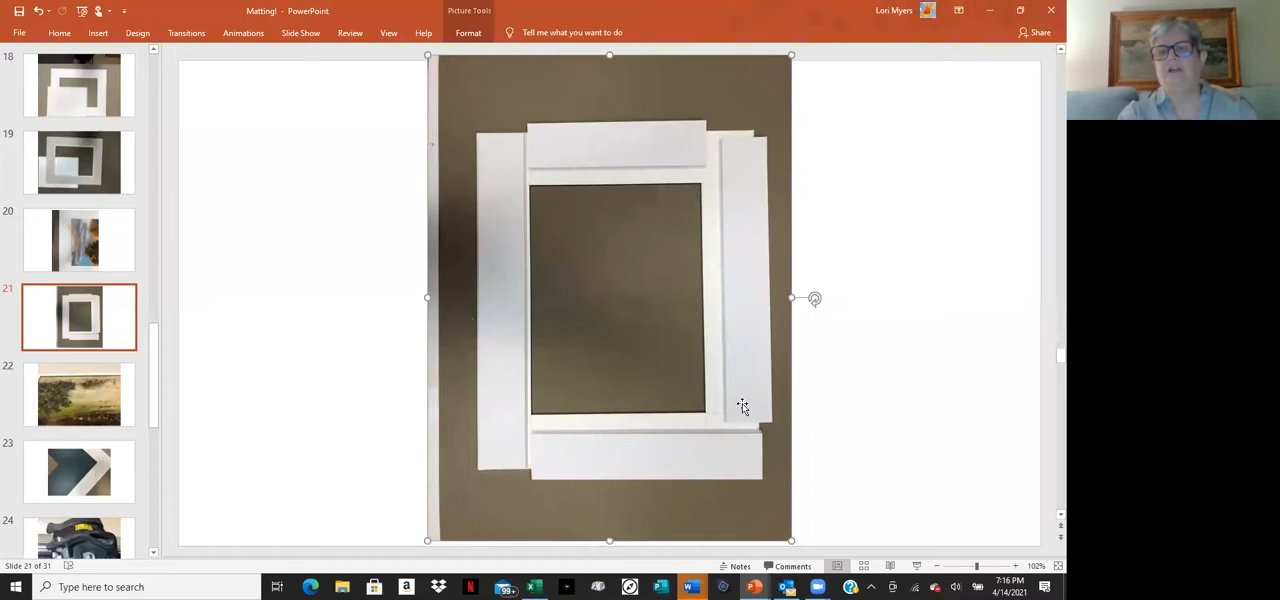 Matting! - PowerPoint
Picture Tools
Lori Myers
File
Home
Insert
Design
Transitions
Animations
Slide Show
Review
View
Help
Format
Tell me what you want to do
Share
18
19
20
21
22
23
24
Slide 21 of 31
Notes
Comments
102%
Type here to search
99+
7:16 PM
4/14/2021